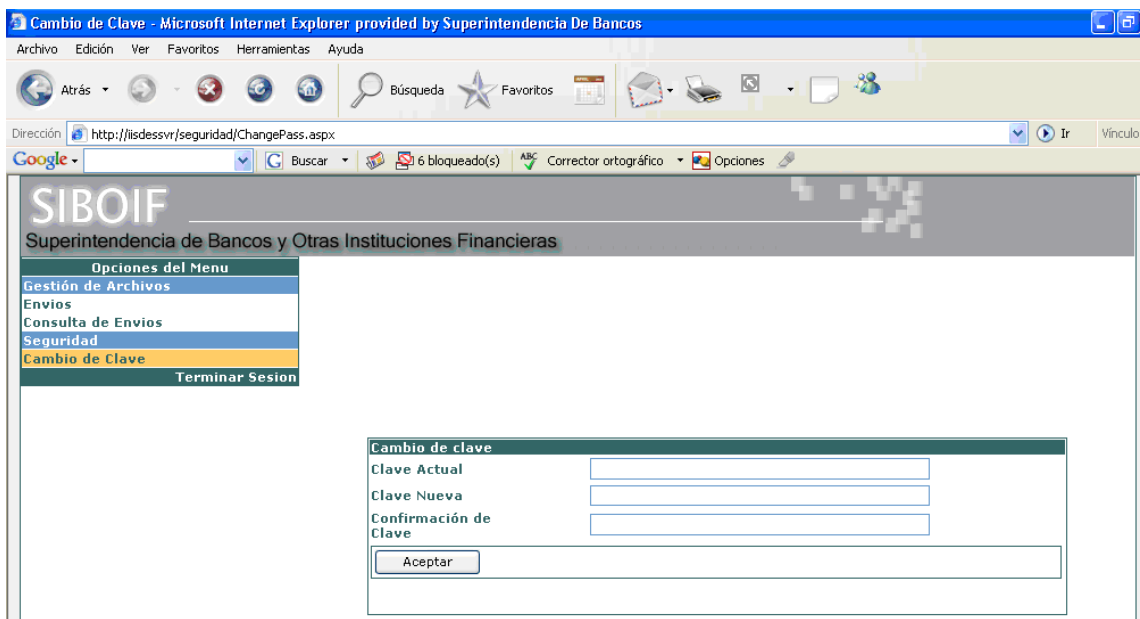 Cambio de Clave - Microsoft Internet Explorer provided by Superintendencia De Bancos
Archivo Edición Ver Favoritos Herramientas Ayuda
Atrás Búsqueda Favoritos
Dirección http://iisdessvr/seguridad/ChangePass.aspx Ir Vínculo
Google Buscar 6 bloqueado(s) ABC Corrector ortográfico Opciones
SIBOIF
Superintendencia de Bancos y Otras Instituciones Financieras
Opciones del Menu
Gestión de Archivos
Envios
Consulta de Envios
Seguridad
Cambio de Clave
Terminar Sesion
Cambio de clave
Clave Actual
Clave Nueva
Confirmación de
Clave
Aceptar